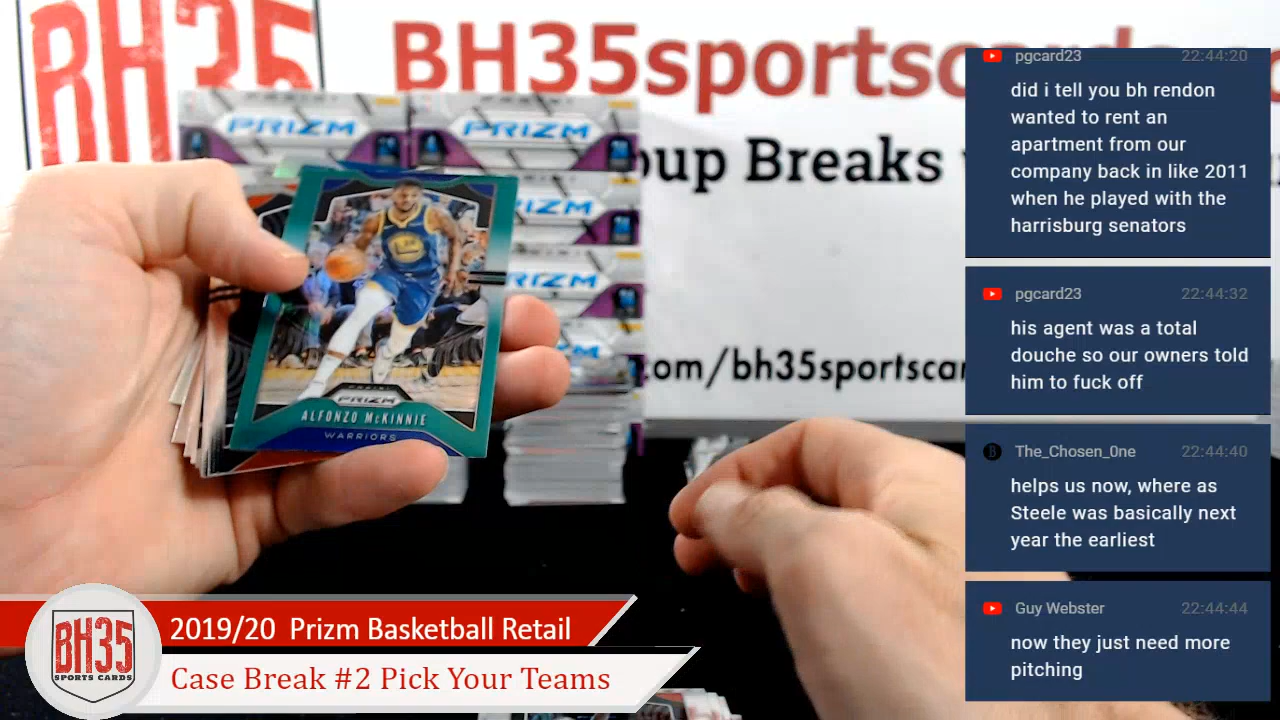 BH35
BH35sportscards
PRIZM
PRIZM
oup Breaks
PRIZM
RIZM
.com/bh35sportscar
PRIZM
ALFONZO McKINNIE
WARRIORS
pgcard23 22:44:20
did i tell you bh rendon
wanted to rent an
apartment from our
company back in like 2011
when he played with the
harrisburg senators
pgcard23 22:44:32
his agent was a total
douche so our owners told
him to fuck off
The_Chosen_0ne 22:44:40
helps us now, where as
Steele was basically next
year the earliest
Guy Webster 22:44:44
now they just need more
pitching
BH35
SPORTS CARDS
2019/20 Prizm Basketball Retail
Case Break #2 Pick Your Teams